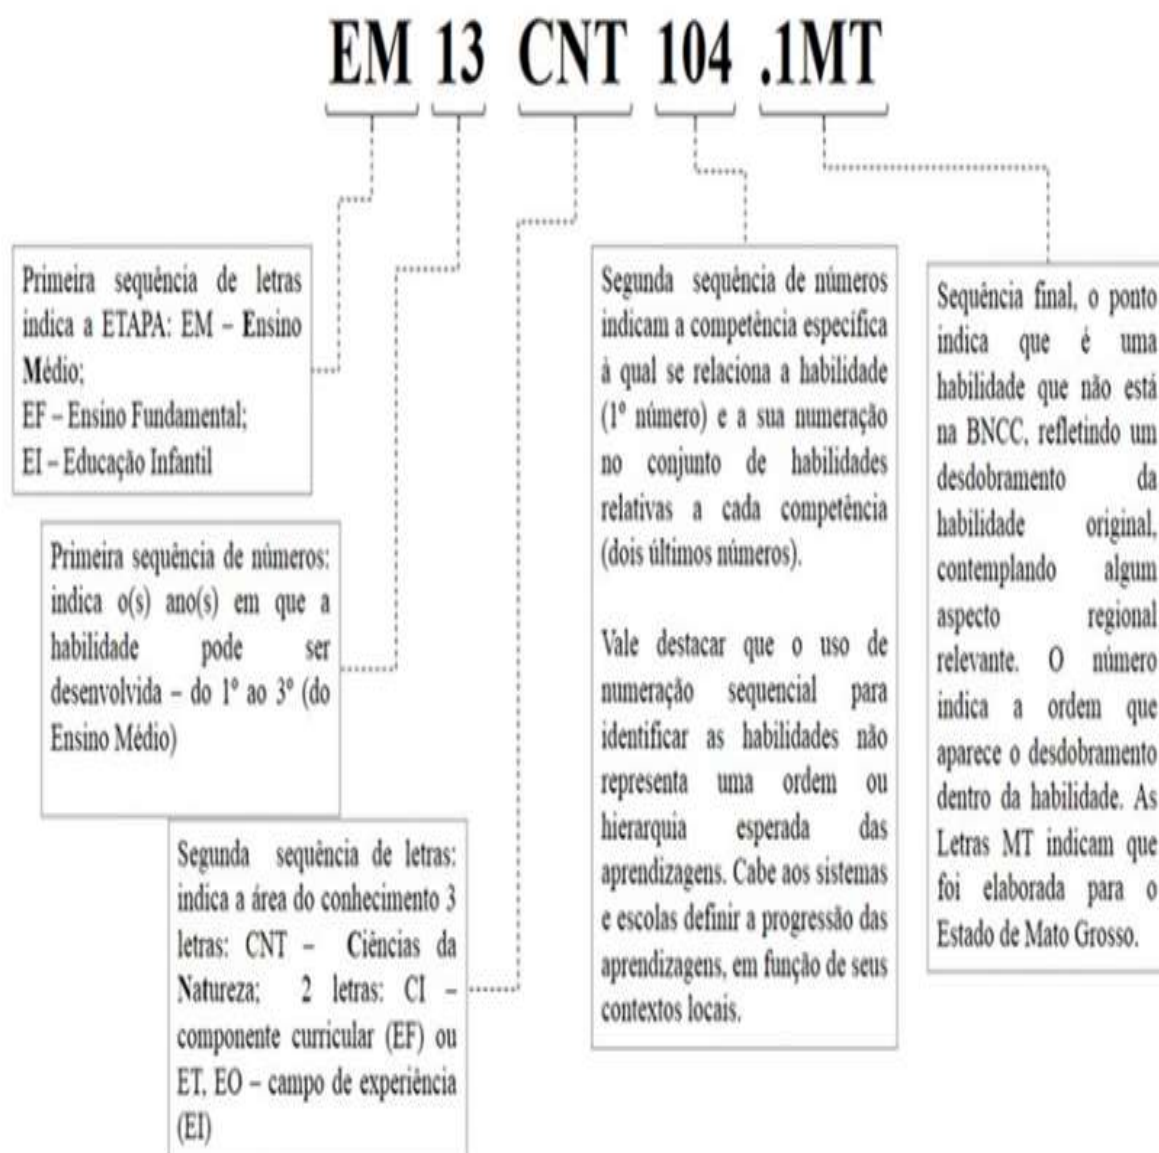 EM 13 CNT 104 .1MT
Primeira sequência de letras
indica a ETAPA: EM – Ensino
Médio;
EF – Ensino Fundamental;
EI – Educação Infantil
Primeira sequência de números:
indica o(s) ano(s) em que a
habilidade pode ser
desenvolvida – do 1º ao 3º (do
Ensino Médio)
Segunda sequência de letras:
indica a área do conhecimento 3
letras: CNT – Ciências da
Natureza; 2 letras: CI –
componente curricular (EF) ou
ET, EO – campo de experiência
(EI)
Segunda sequência de números
indicam a competência específica
à qual se relaciona a habilidade
(1º número) e a sua numeração
no conjunto de habilidades
relativas a cada competência
(dois últimos números).
Vale destacar que o uso de
numeração sequencial para
identificar as habilidades não
representa uma ordem ou
hierarquia esperada das
aprendizagens. Cabe aos sistemas
e escolas definir a progressão das
aprendizagens, em função de seus
contextos locais.
Sequência final, o ponto
indica que é uma
habilidade que não está
na BNCC, refletindo um
desdobramento da
habilidade original,
contemplando algum
aspecto regional
relevante. O número
indica a ordem que
aparece o desdobramento
dentro da habilidade. As
Letras MT indicam que
foi elaborada para o
Estado de Mato Grosso.